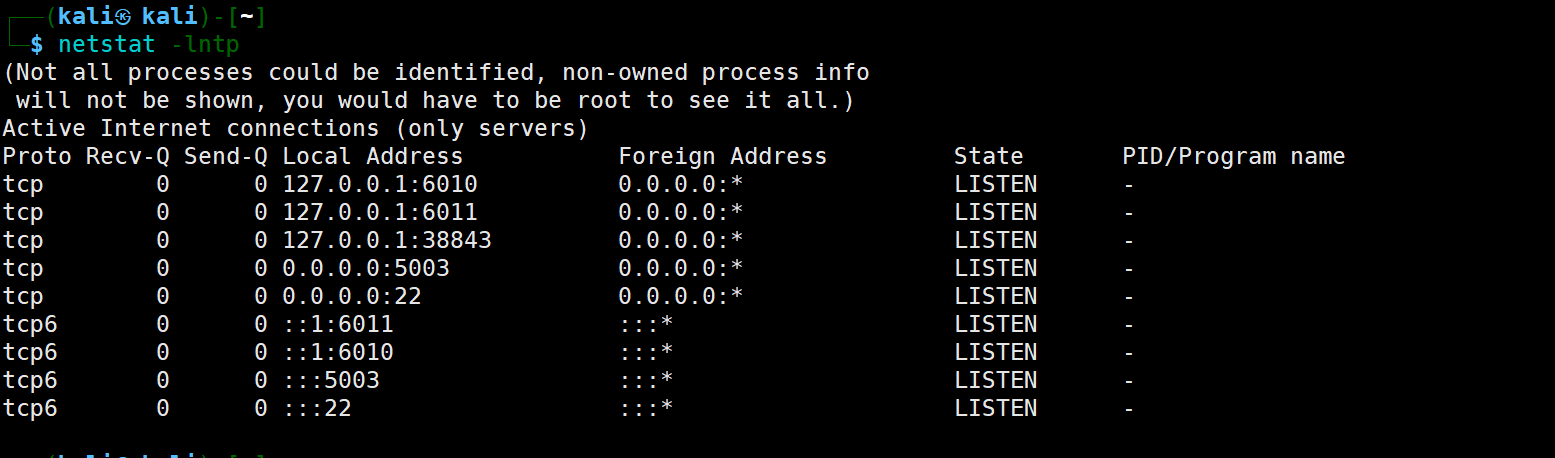 ┌──(kali㉿ kali)-[~]
└─$ netstat -lntp
(Not all processes could be identified, non-owned process info
 will not be shown, you would have to be root to see it all.)
Active Internet connections (only servers)
Proto Recv-Q Send-Q Local Address           Foreign Address         State       PID/Program name
tcp        0      0 127.0.0.1:6010          0.0.0.0:*               LISTEN      -
tcp        0      0 127.0.0.1:6011          0.0.0.0:*               LISTEN      -
tcp        0      0 127.0.0.1:38843         0.0.0.0:*               LISTEN      -
tcp        0      0 0.0.0.0:5003            0.0.0.0:*               LISTEN      -
tcp        0      0 0.0.0.0:22              0.0.0.0:*               LISTEN      -
tcp6       0      0 ::1:6011                :::*                    LISTEN      -
tcp6       0      0 ::1:6010                :::*                    LISTEN      -
tcp6       0      0 :::5003                 :::*                    LISTEN      -
tcp6       0      0 :::22                   :::*                    LISTEN      -